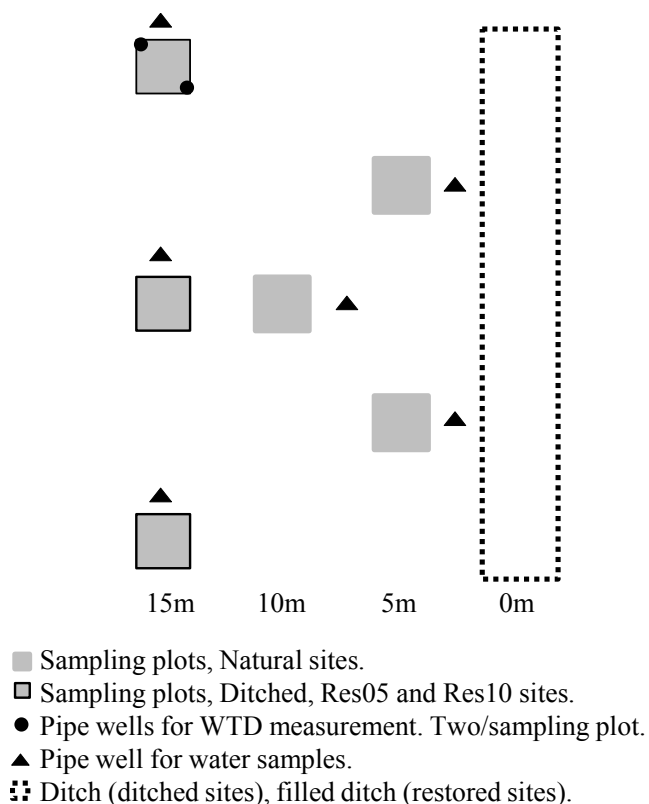 15m 10m 5m 0m
Sampling plots, Natural sites.
Sampling plots, Ditched, Res05 and Res10 sites.
Pipe wells for WTD measurement. Two/sampling plot.
Pipe well for water samples.
Ditch (ditched sites), filled ditch (restored sites).